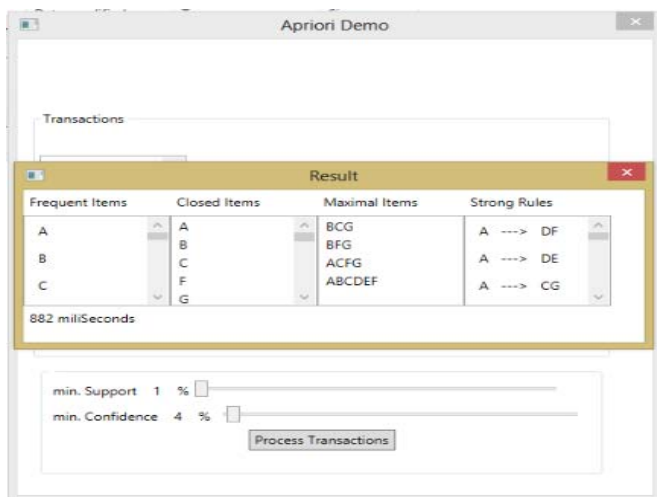 Apriori Demo
Transactions
Result
Frequent Items Closed Items Maximal Items Strong Rules
A
B
C
A
B
C
F
G
BCG
BFG
ACFG
ABCDEF
A ---> DF
A ---> DE
A ---> CG
882 miliSeconds
min. Support 1 %
min. Confidence 4 %
Process Transactions